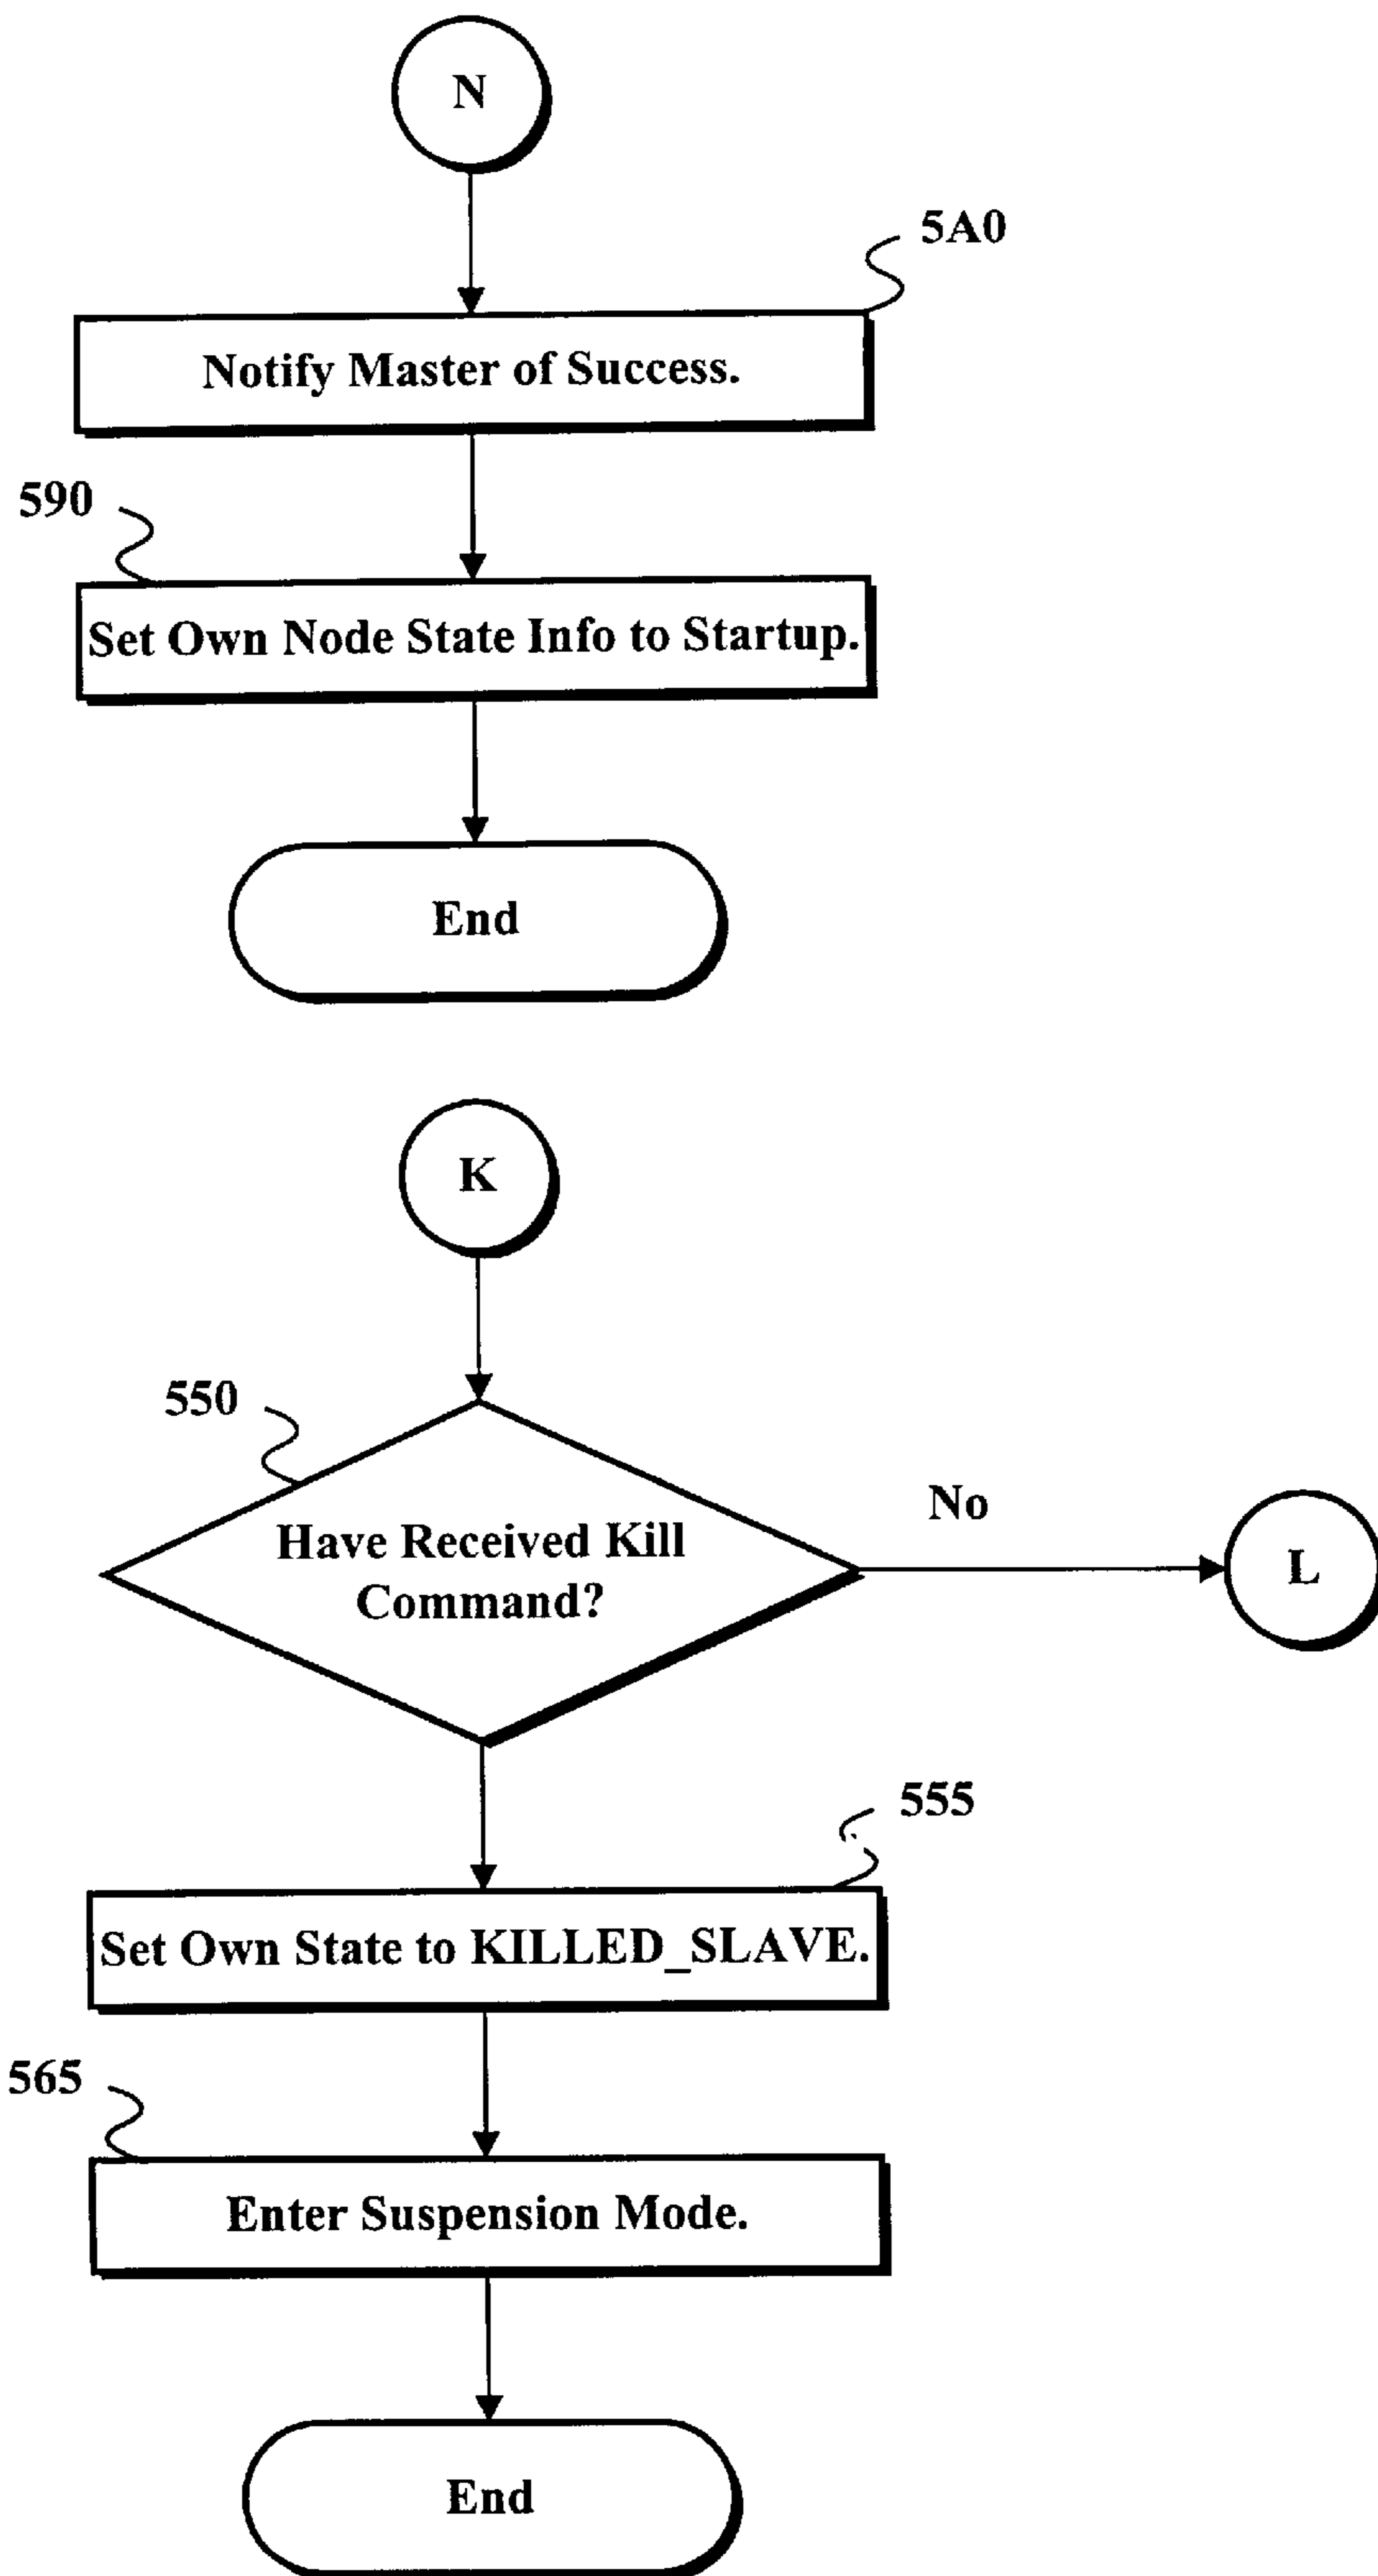 N
5A0
Notify Master of Success.
590
Set Own Node State Info to Startup.
End
K
550
Have Received Kill
Command?
No
L
555
Set Own State to KILLED_SLAVE.
565
Enter Suspension Mode.
End